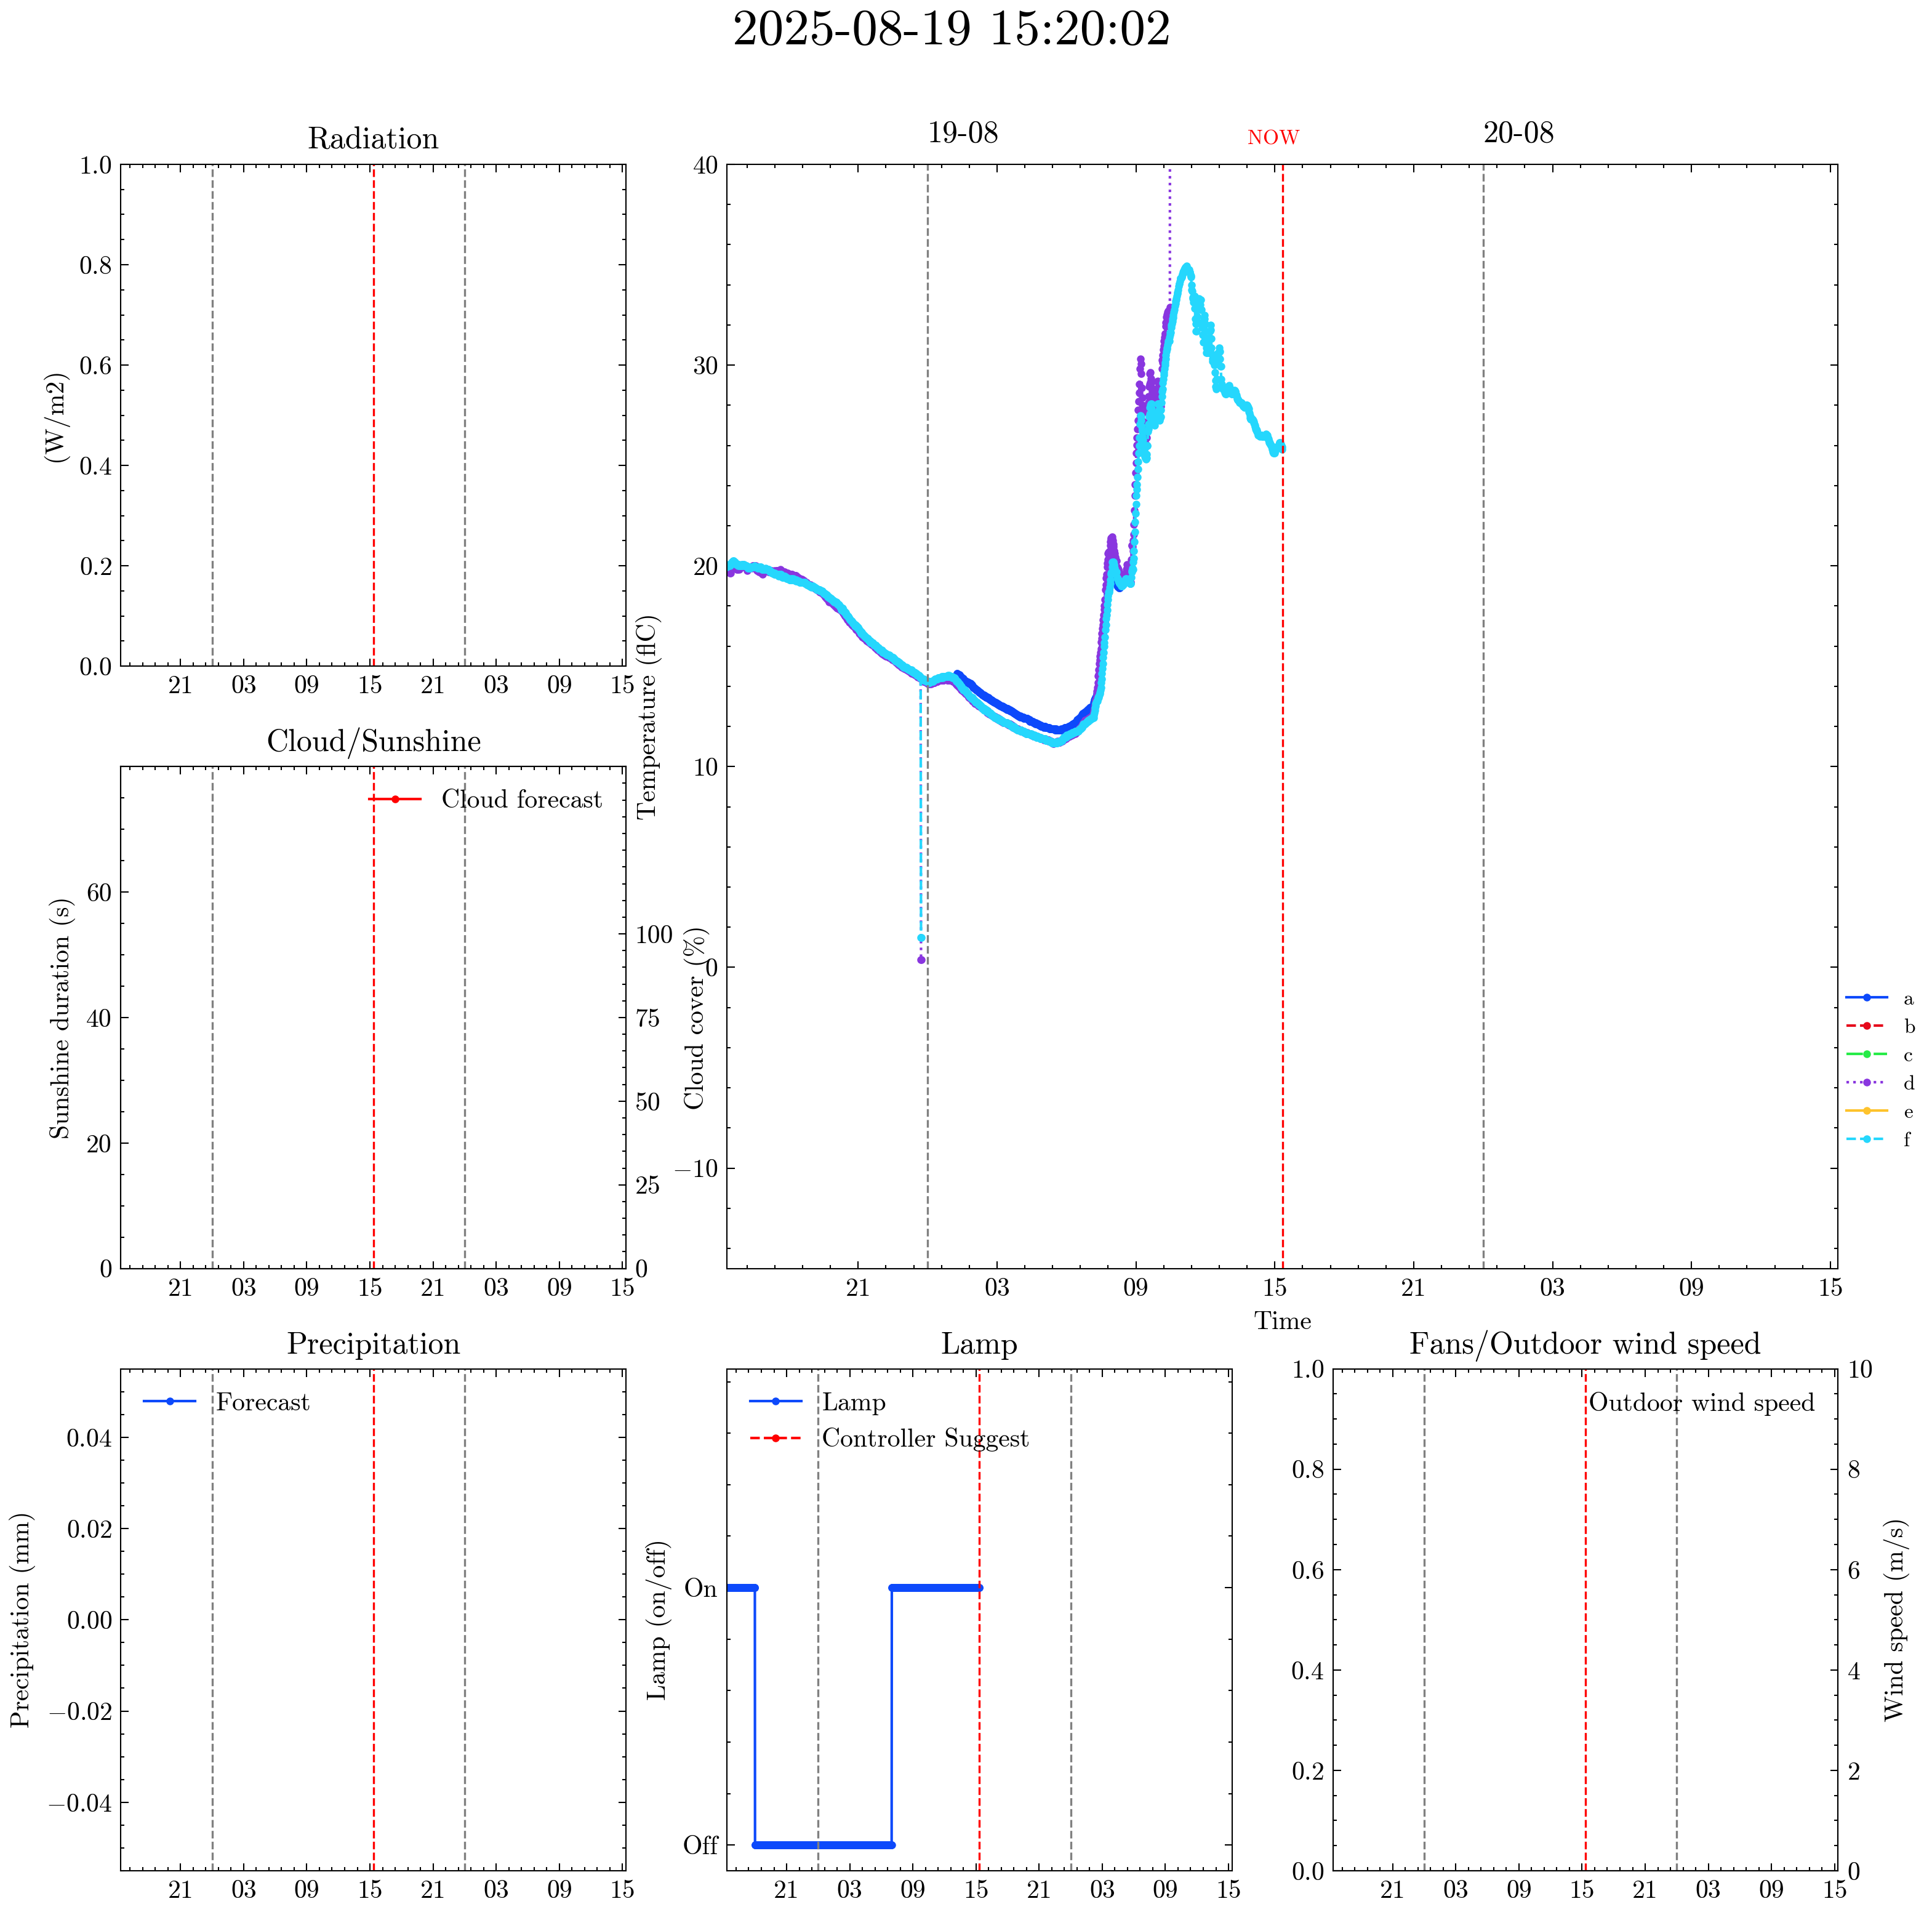 2025-08-19 15:20:02
Radiation
(W/m2)
1.0
0.8
0.6
0.4
0.2
0.0
21 03 09 15 21 03 09 15
19-08 NOW 20-08
Temperature (flC)
40
30
20
10
0
−10
21 03 09 15 21 03 09 15
Time
a
b
c
d
e
f
Cloud/Sunshine
Cloud forecast
Sunshine duration (s)
60
40
20
0
Cloud cover (%)
100
75
50
25
0
21 03 09 15 21 03 09 15
Precipitation
Forecast
Precipitation (mm)
0.04
0.02
0.00
−0.02
−0.04
21 03 09 15 21 03 09 15
Lamp
Lamp
Controller Suggest
Lamp (on/off)
On
Off
21 03 09 15 21 03 09 15
Fans/Outdoor wind speed
Outdoor wind speed
1.0
0.8
0.6
0.4
0.2
0.0
10
8
6
4
2
0
Wind speed (m/s)
21 03 09 15 21 03 09 15